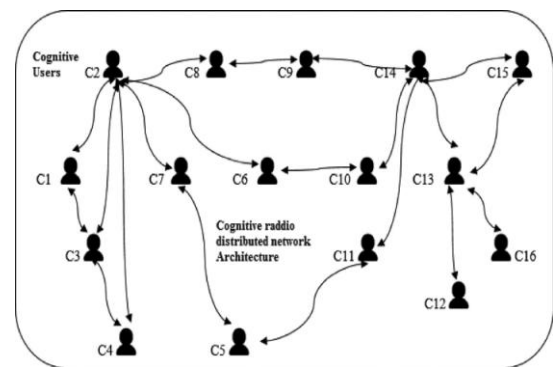 Cognitive
Users
C2
C8
C9
C14
C15
C1
C7
C6
C10
C13
Cognitive raddio
distributed network
Architecture
C3
C11
C16
C12
C4
C5